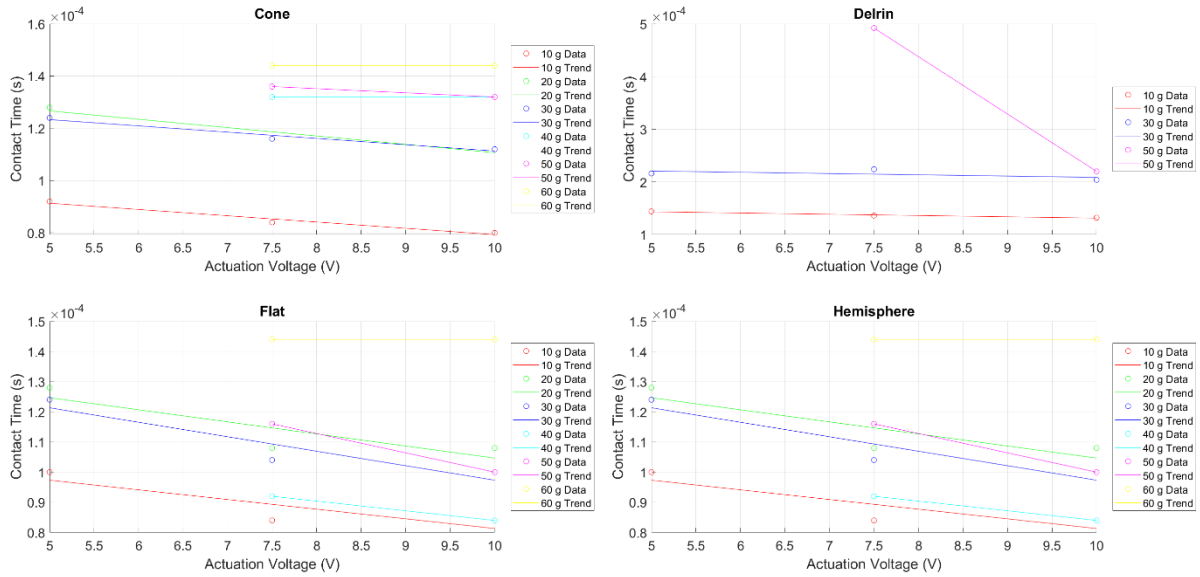 Cone
×10⁻⁴
1.6
1.4
1.2
1
0.8
Contact Time (s)
5 5.5 6 6.5 7 7.5 8 8.5 9 9.5 10
Actuation Voltage (V)
10 g Data
10 g Trend
20 g Data
20 g Trend
30 g Data
30 g Trend
40 g Data
40 g Trend
50 g Data
50 g Trend
60 g Data
60 g Trend
Delrin
×10⁻⁴
5
4
3
2
1
Contact Time (s)
5 5.5 6 6.5 7 7.5 8 8.5 9 9.5 10
Actuation Voltage (V)
10 g Data
10 g Trend
30 g Data
30 g Trend
50 g Data
50 g Trend
Flat
×10⁻⁴
1.5
1.4
1.3
1.2
1.1
1
0.9
0.8
Contact Time (s)
5 5.5 6 6.5 7 7.5 8 8.5 9 9.5 10
Actuation Voltage (V)
10 g Data
10 g Trend
20 g Data
20 g Trend
30 g Data
30 g Trend
40 g Data
40 g Trend
50 g Data
50 g Trend
60 g Data
60 g Trend
Hemisphere
×10⁻⁴
1.5
1.4
1.3
1.2
1.1
1
0.9
0.8
Contact Time (s)
5 5.5 6 6.5 7 7.5 8 8.5 9 9.5 10
Actuation Voltage (V)
10 g Data
10 g Trend
20 g Data
20 g Trend
30 g Data
30 g Trend
40 g Data
40 g Trend
50 g Data
50 g Trend
60 g Data
60 g Trend